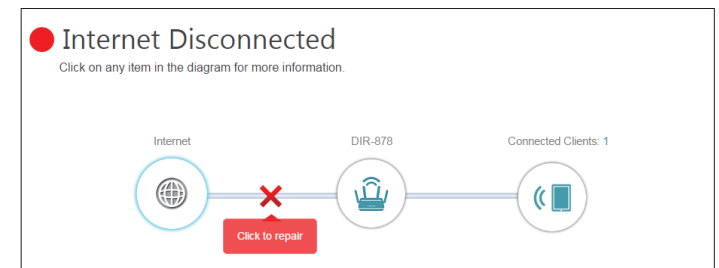 Internet Disconnected
Click on any item in the diagram for more information.
Internet
DIR-878
Connected Clients: 1
Click to repair